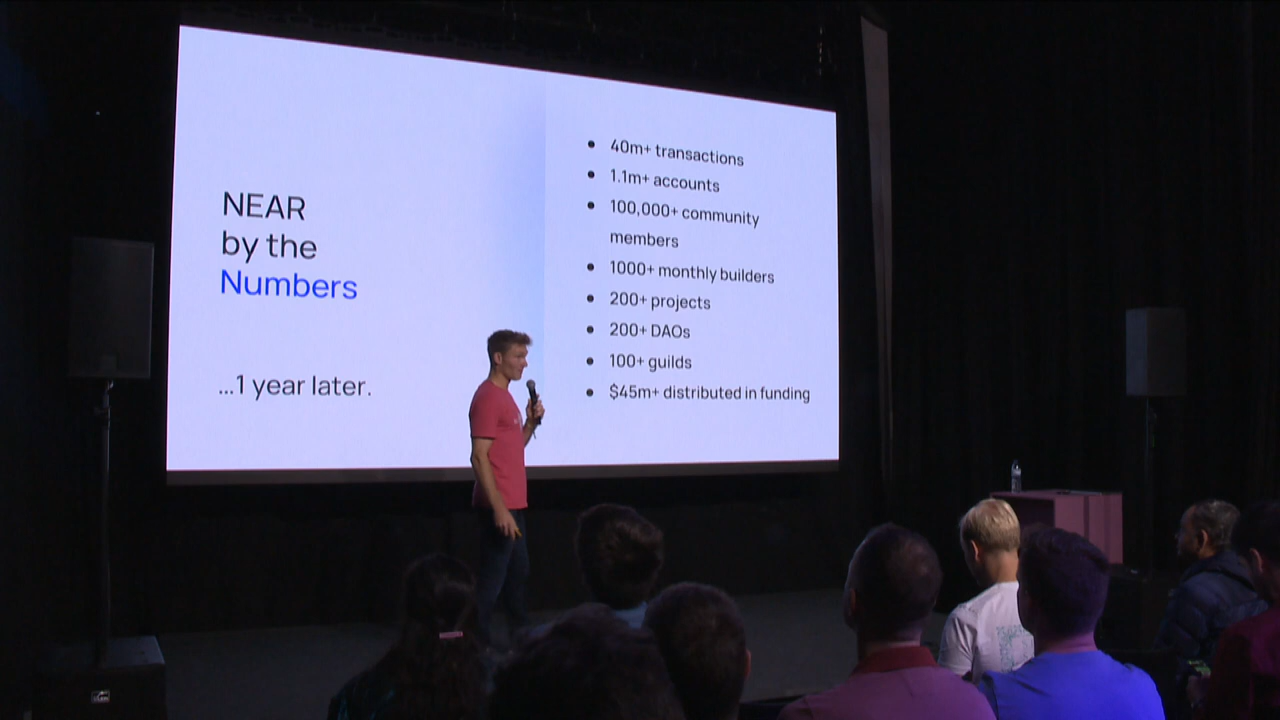 NEAR
by the
Numbers
...1 year later.
40m+ transactions
1.1m+ accounts
100,000+ community
members
1000+ monthly builders
200+ projects
200+ DAOs
100+ guilds
$45m+ distributed in funding